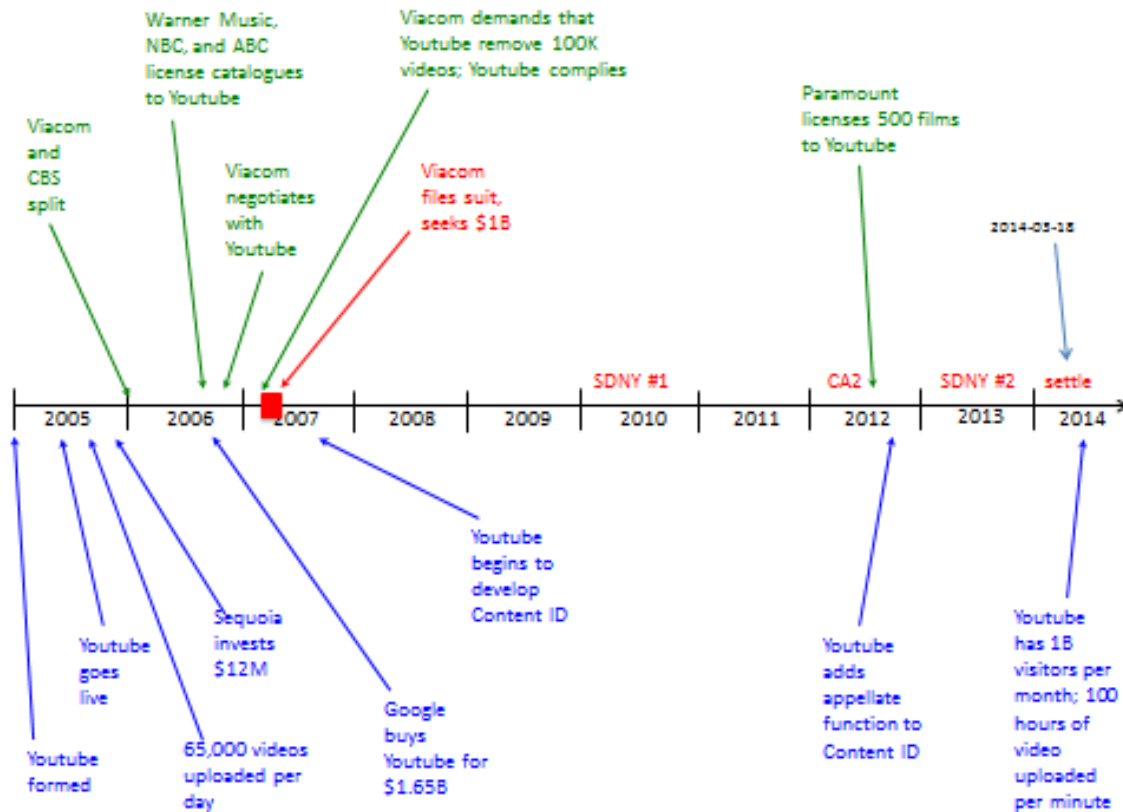 Warner Music,
NBC, and ABC
license catalogues
to Youtube
Viacom demands that
Youtube remove 100K
videos; Youtube complies
Paramount
licenses 500 films
to Youtube
Viacom
and
CBS
split
Viacom
negotiates
with
Youtube
Viacom
files suit,
seeks $1B
2014-03-18
SDNY #1
CA2
SDNY #2
settle
2005
2006
2007
2008
2009
2010
2011
2012
2013
2014
Youtube
begins to
develop
Content ID
Youtube
goes
live
Sequoia
invests
$12M
Youtube
adds
appellate
function to
Content ID
Youtube
has 1B
visitors per
month; 100
hours of
video
uploaded
per minute
Google
buys
Youtube for
$1.65B
Youtube
formed
65,000 videos
uploaded per
day